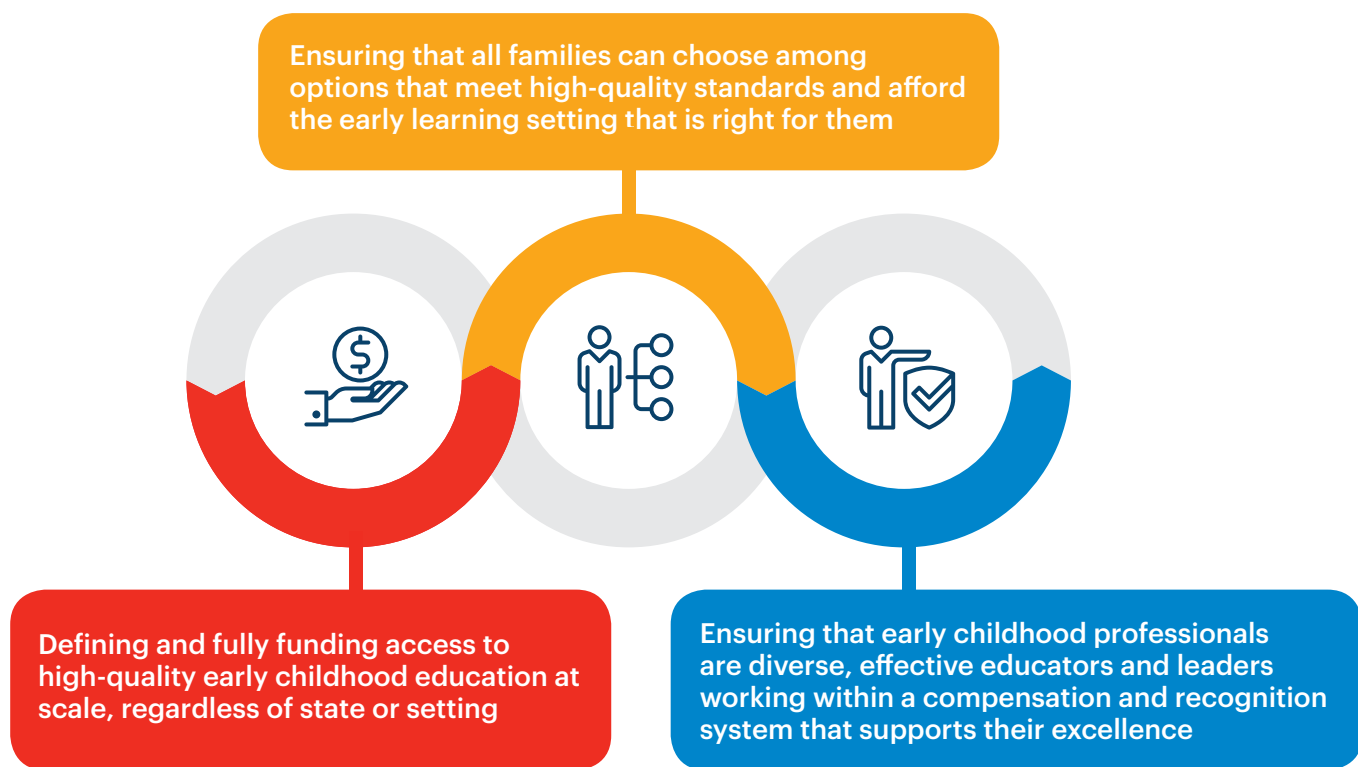 Ensuring that all families can choose among
options that meet high-quality standards and afford
the early learning setting that is right for them
$
Defining and fully funding access to
high-quality early childhood education at
scale, regardless of state or setting
Ensuring that early childhood professionals
are diverse, effective educators and leaders
working within a compensation and recognition
system that supports their excellence